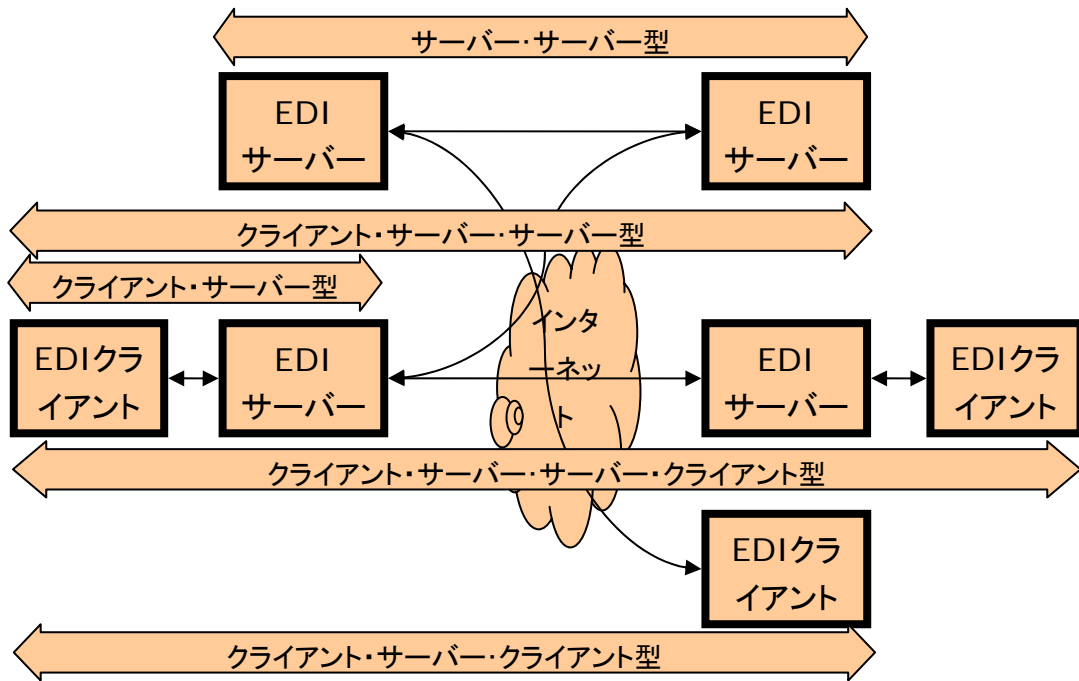 サーバー・サーバー型
EDI
サーバー
EDI
サーバー
クライアント・サーバー・サーバー型
クライアント・サーバー型
インタ
ーネッ
ト
EDIクラ
イアント
EDI
サーバー
EDI
サーバー
EDIクラ
イアント
クライアント・サーバー・サーバー・クライアント型
EDIクラ
イアント
クライアント・サーバー・クライアント型